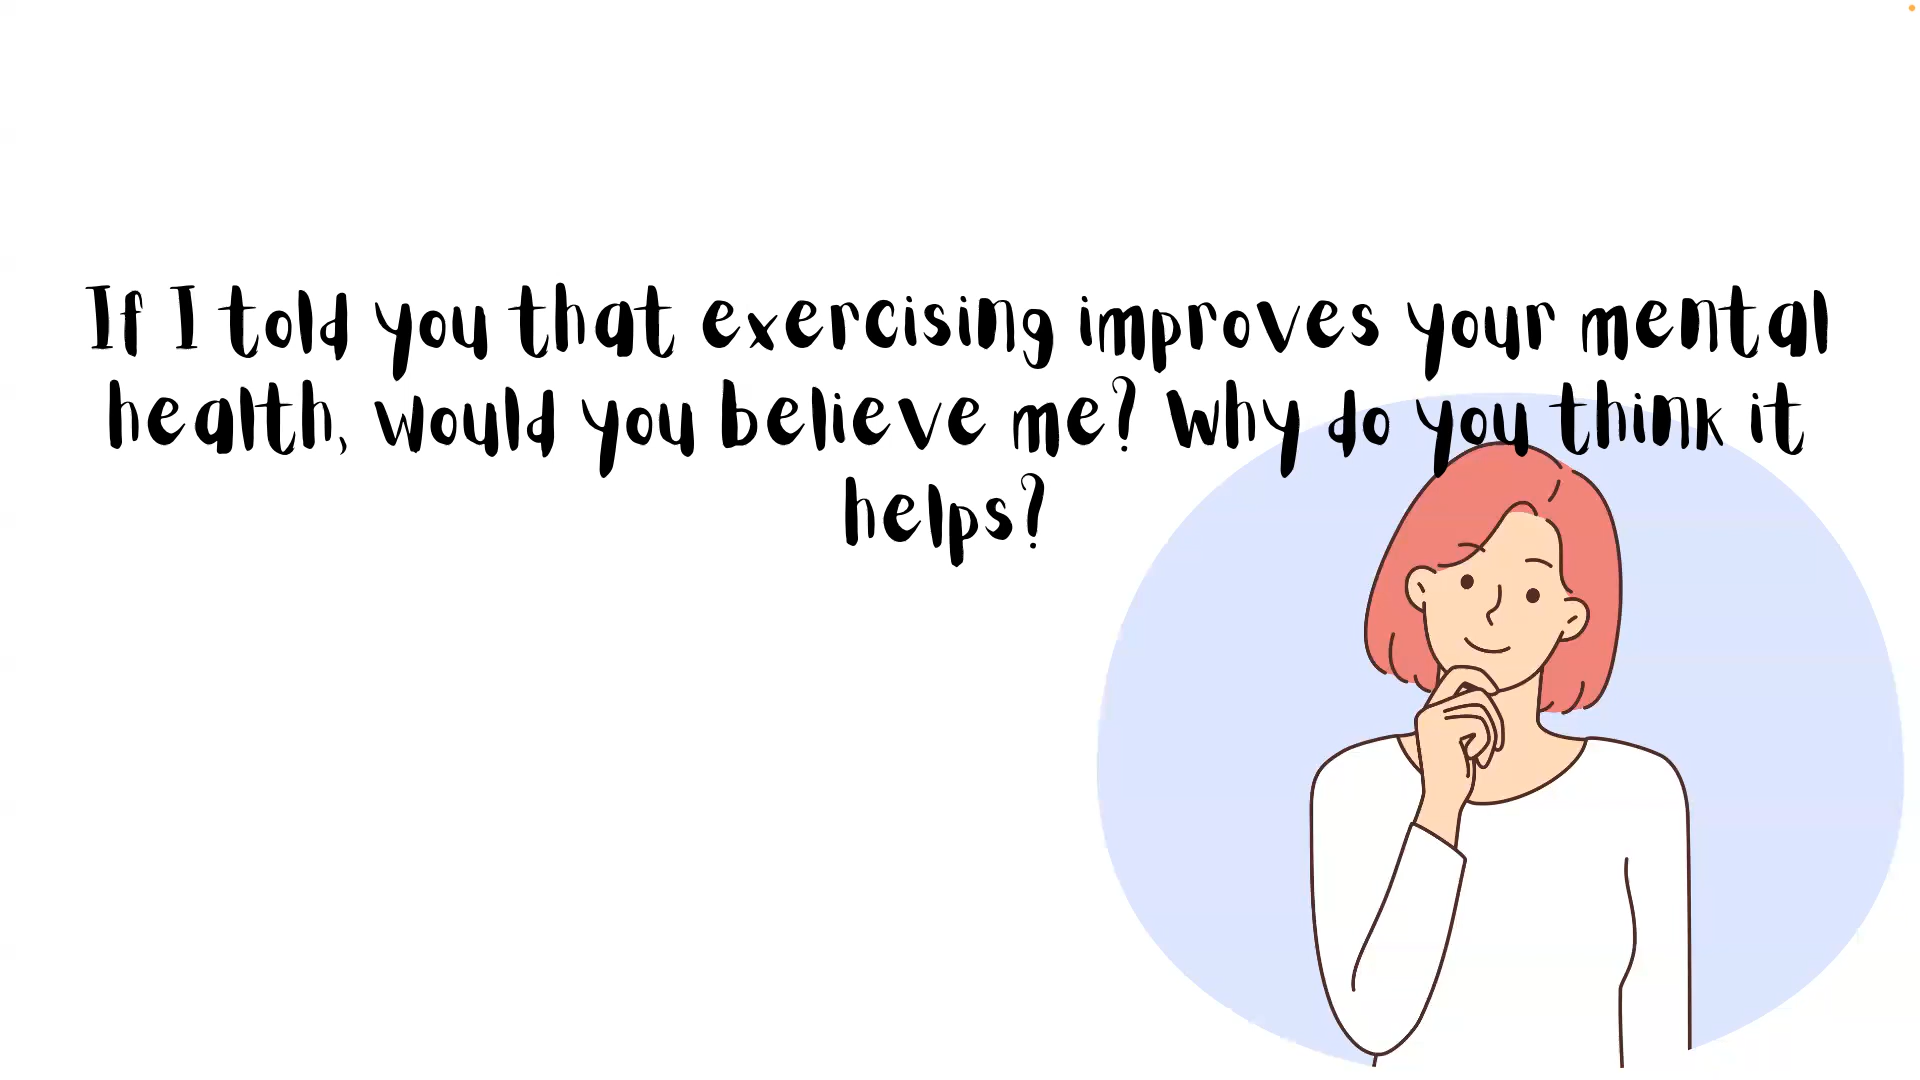 If I told you that exercising improves your mental
health, would you believe me? Why do you think it
helps?